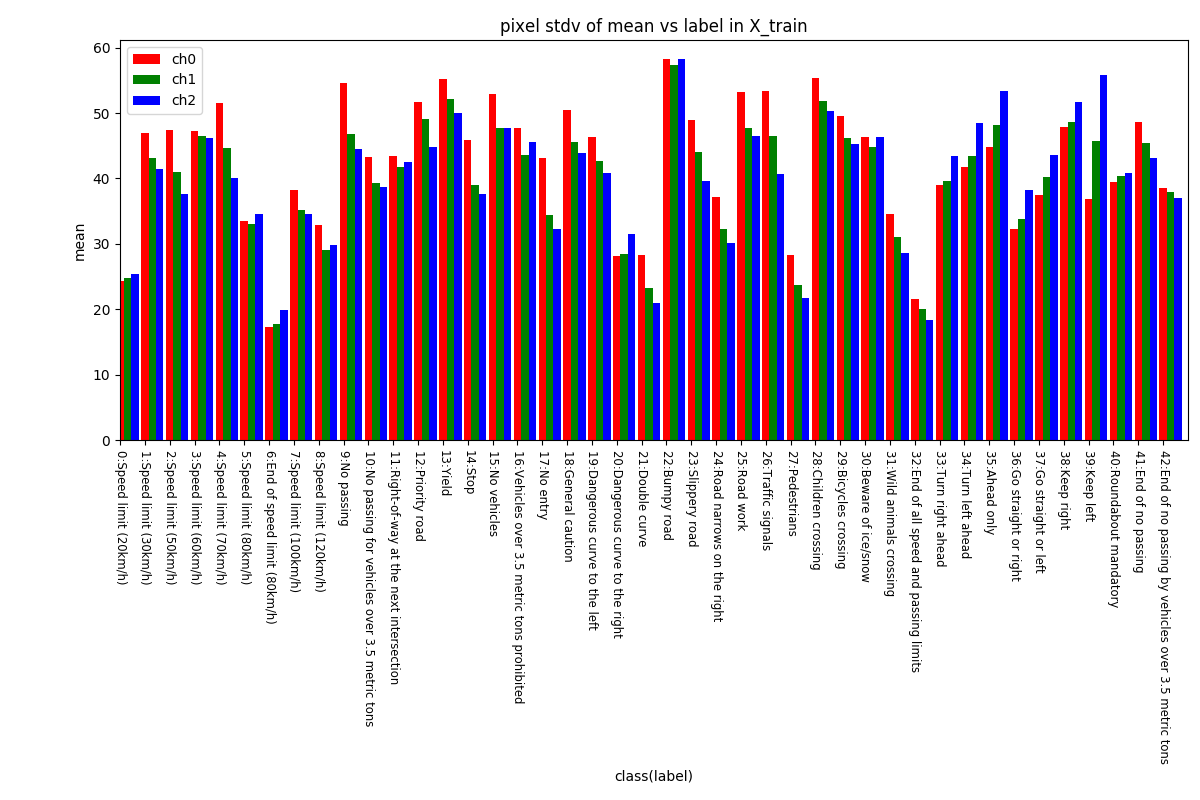 pixel stdv of mean vs label in X_train
ch0
ch1
ch2
mean
60
50
40
30
20
10
0
0:Speed limit (20km/h)
1:Speed limit (30km/h)
2:Speed limit (50km/h)
3:Speed limit (60km/h)
4:Speed limit (70km/h)
5:Speed limit (80km/h)
6:End of speed limit (80km/h)
7:Speed limit (100km/h)
8:Speed limit (120km/h)
9:No passing
10:No passing for vehicles over 3.5 metric tons
11:Right-of-way at the next intersection
12:Priority road
13:Yield
14:Stop
15:No vehicles
16:Vehicles over 3.5 metric tons prohibited
17:No entry
18:General caution
19:Dangerous curve to the left
20:Dangerous curve to the right
21:Double curve
22:Bumpy road
23:Slippery road
24:Road narrows on the right
25:Road work
26:Traffic signals
27:Pedestrians
28:Children crossing
29:Bicycles crossing
30:Beware of ice/snow
31:Wild animals crossing
32:End of all speed and passing limits
33:Turn right ahead
34:Turn left ahead
35:Ahead only
36:Go straight or right
37:Go straight or left
38:Keep right
39:Keep left
40:Roundabout mandatory
41:End of no passing
42:End of no passing by vehicles over 3.5 metric tons
class(label)